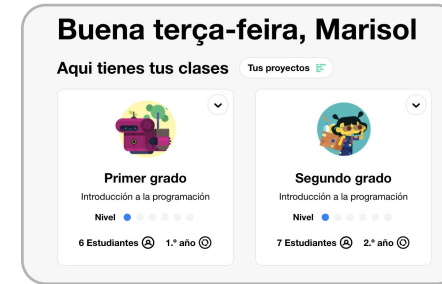 Buena terça-feira, Marisol
Aqui tienes tus clases
Tus proyectos
Primer grado
Introducción a la programación
Nivel
6 Estudiantes
1.º año
Segundo grado
Introducción a la programación
Nivel
7 Estudiantes
2.º año